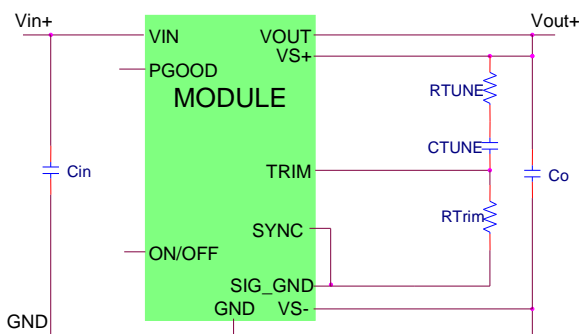 Vin+
Vout+
VIN
VOUT
VS+
PGOOD
MODULE
RTUNE
CTUNE
Cin
TRIM
Co
RTrim
SYNC
ON/OFF
SIG_GND
GND
GND
VS-